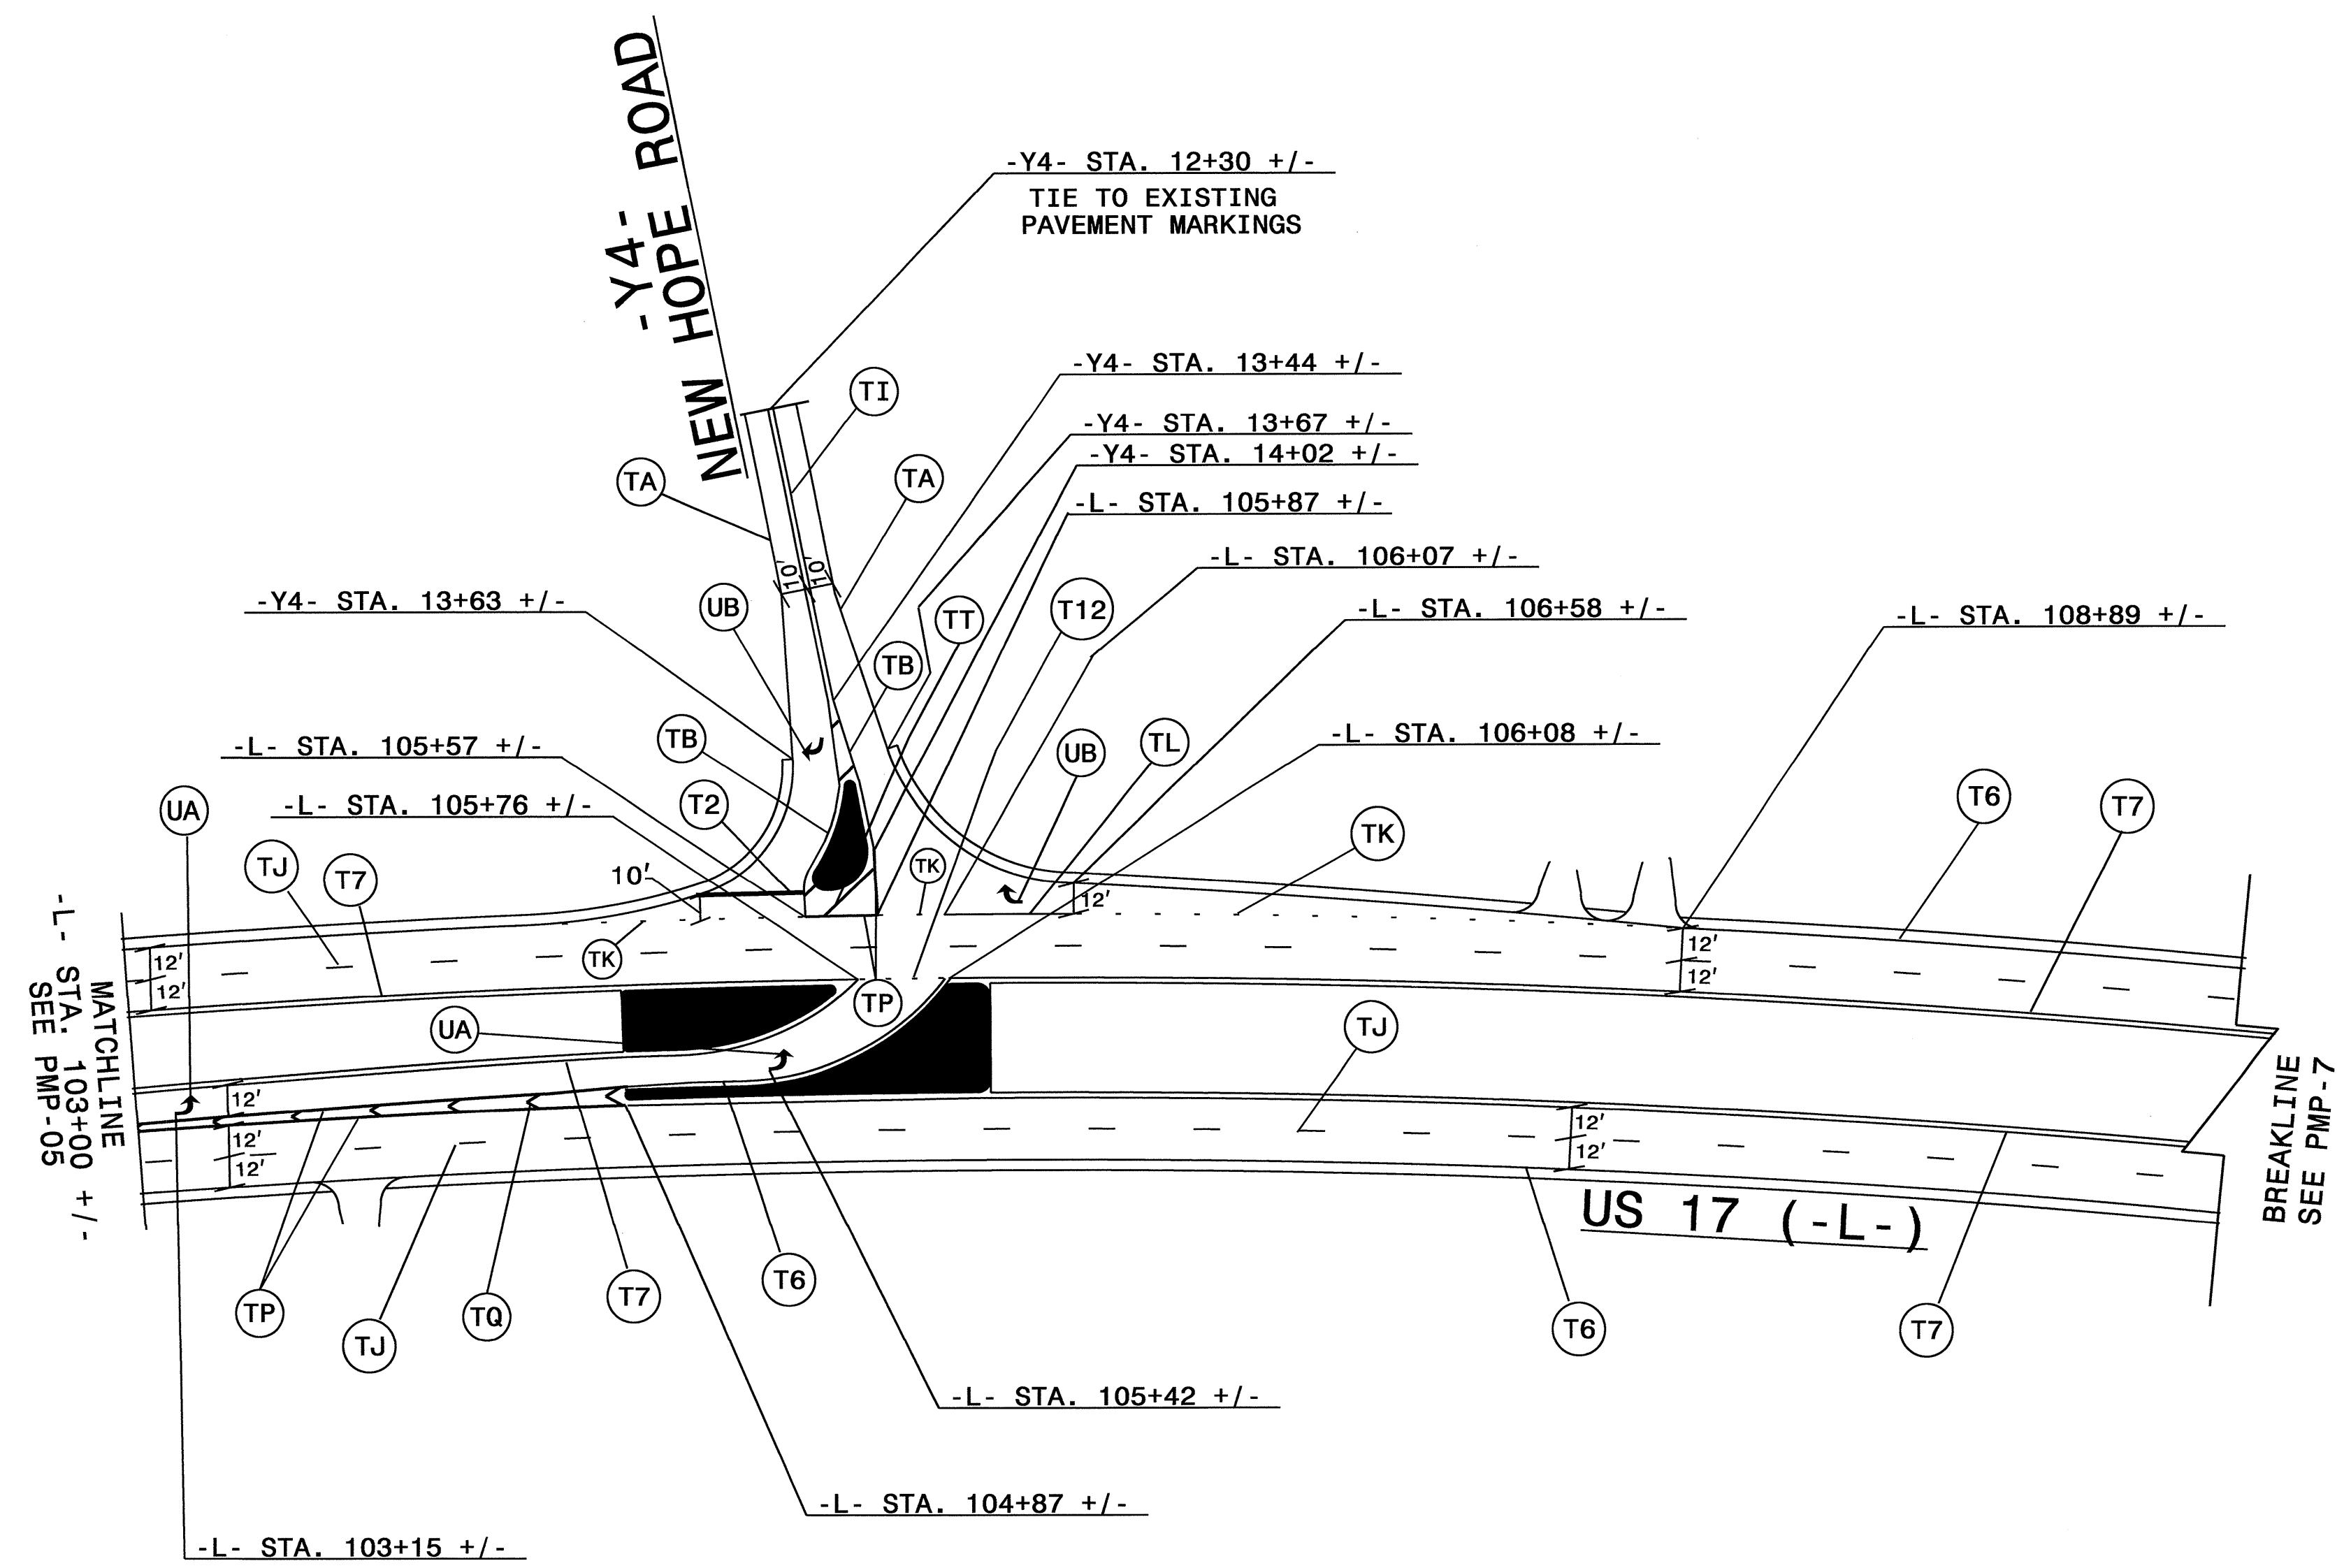 -Y4-
NEW HOPE ROAD
-Y4- STA. 12+30 +/-
TIE TO EXISTING
PAVEMENT MARKINGS
-Y4- STA. 13+44 +/-
TI
-Y4- STA. 13+67 +/-
-Y4- STA. 14+02 +/-
TA
TA
-L- STA. 105+87 +/-
-L- STA. 106+07 +/-
10'
10'
-Y4- STA. 13+63 +/-
UB
TT
T12
-L- STA. 106+58 +/-
-L- STA. 108+89 +/-
TB
-L- STA. 105+57 +/-
TB
UB
TL
-L- STA. 106+08 +/-
UA
-L- STA. 105+76 +/-
T2
T6
T7
TK
TJ
T7
10'
TK
12'
TK
12'
12'
12'
12'
TP
UA
TJ
MATCHLINE
-L- STA. 103+00 +/-
SEE PMP-05
12'
12'
12'
12'
12'
BREAKLINE
SEE PMP-7
US 17 (-L-)
TP
TJ
TQ
T7
T6
T6
T7
-L- STA. 105+42 +/-
-L- STA. 104+87 +/-
-L- STA. 103+15 +/-